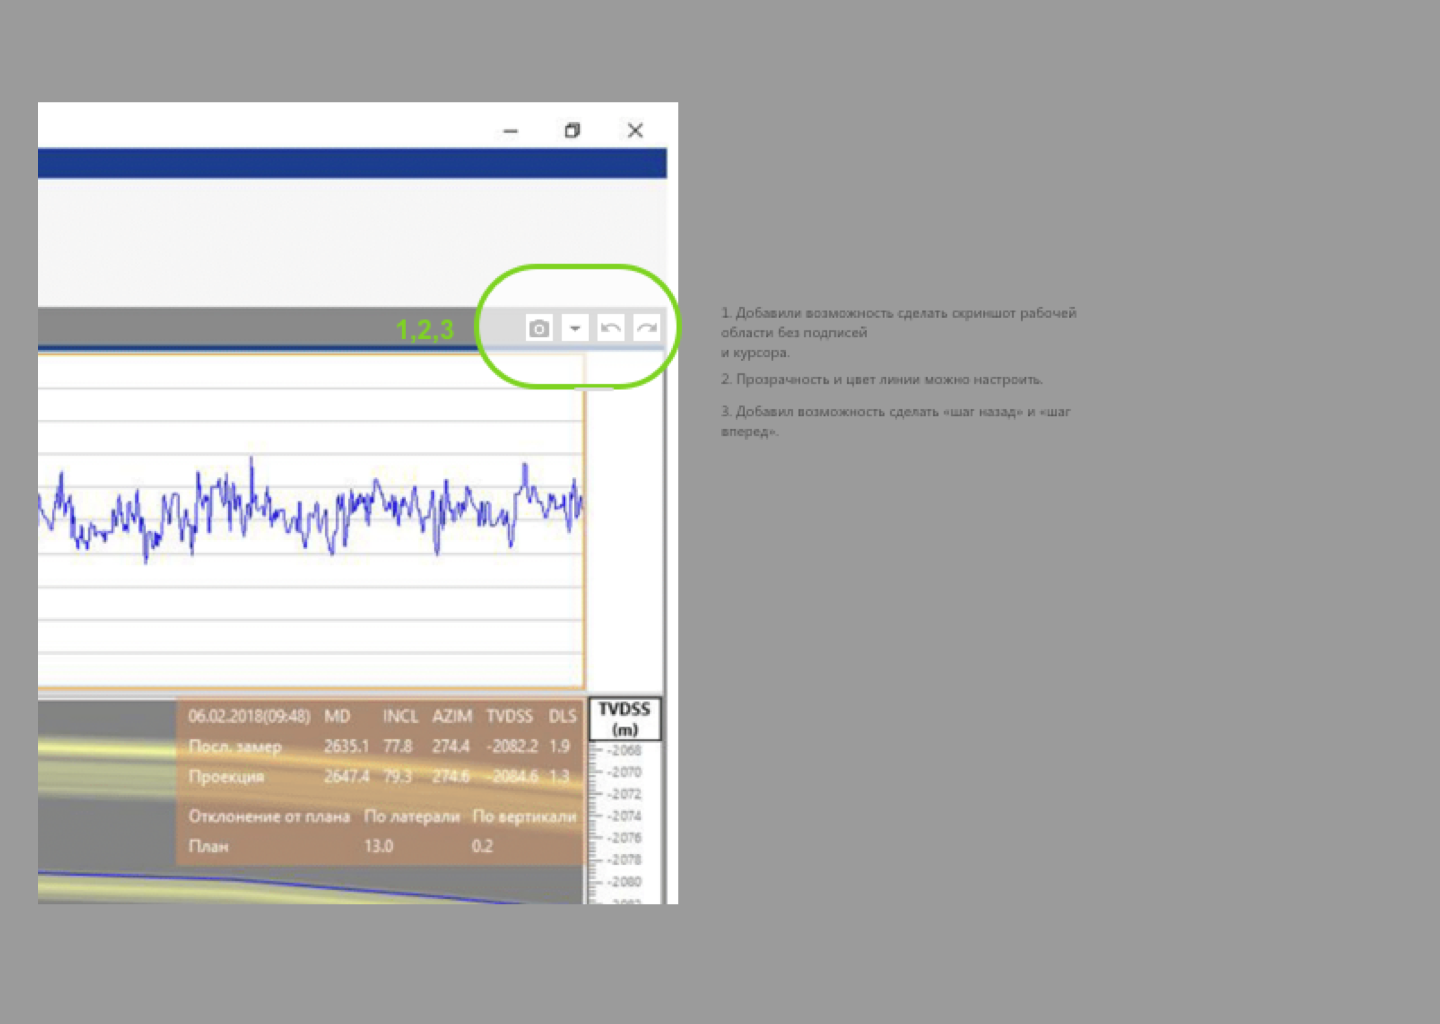 1,2,3
1. Добавили возможность сделать скриншот рабочей
области без подписей
и курсора.
2. Прозрачность и цвет линии можно настроить.
3. Добавил возможность сделать «шаг назад» и «шаг
вперед».
06.02.2018(09:48) MD INCL AZIM TVDSS DLS
Посл. замер 2635.1 77.8 274.4 -2082.2 1.9
Проекция 2647.4 79.3 274.6 -2084.6 1.3
Отклонение от плана По латерали По вертикали
План 13.0 0.2
TVDSS
(m)
-2068
-2070
-2072
-2074
-2076
-2078
-2080